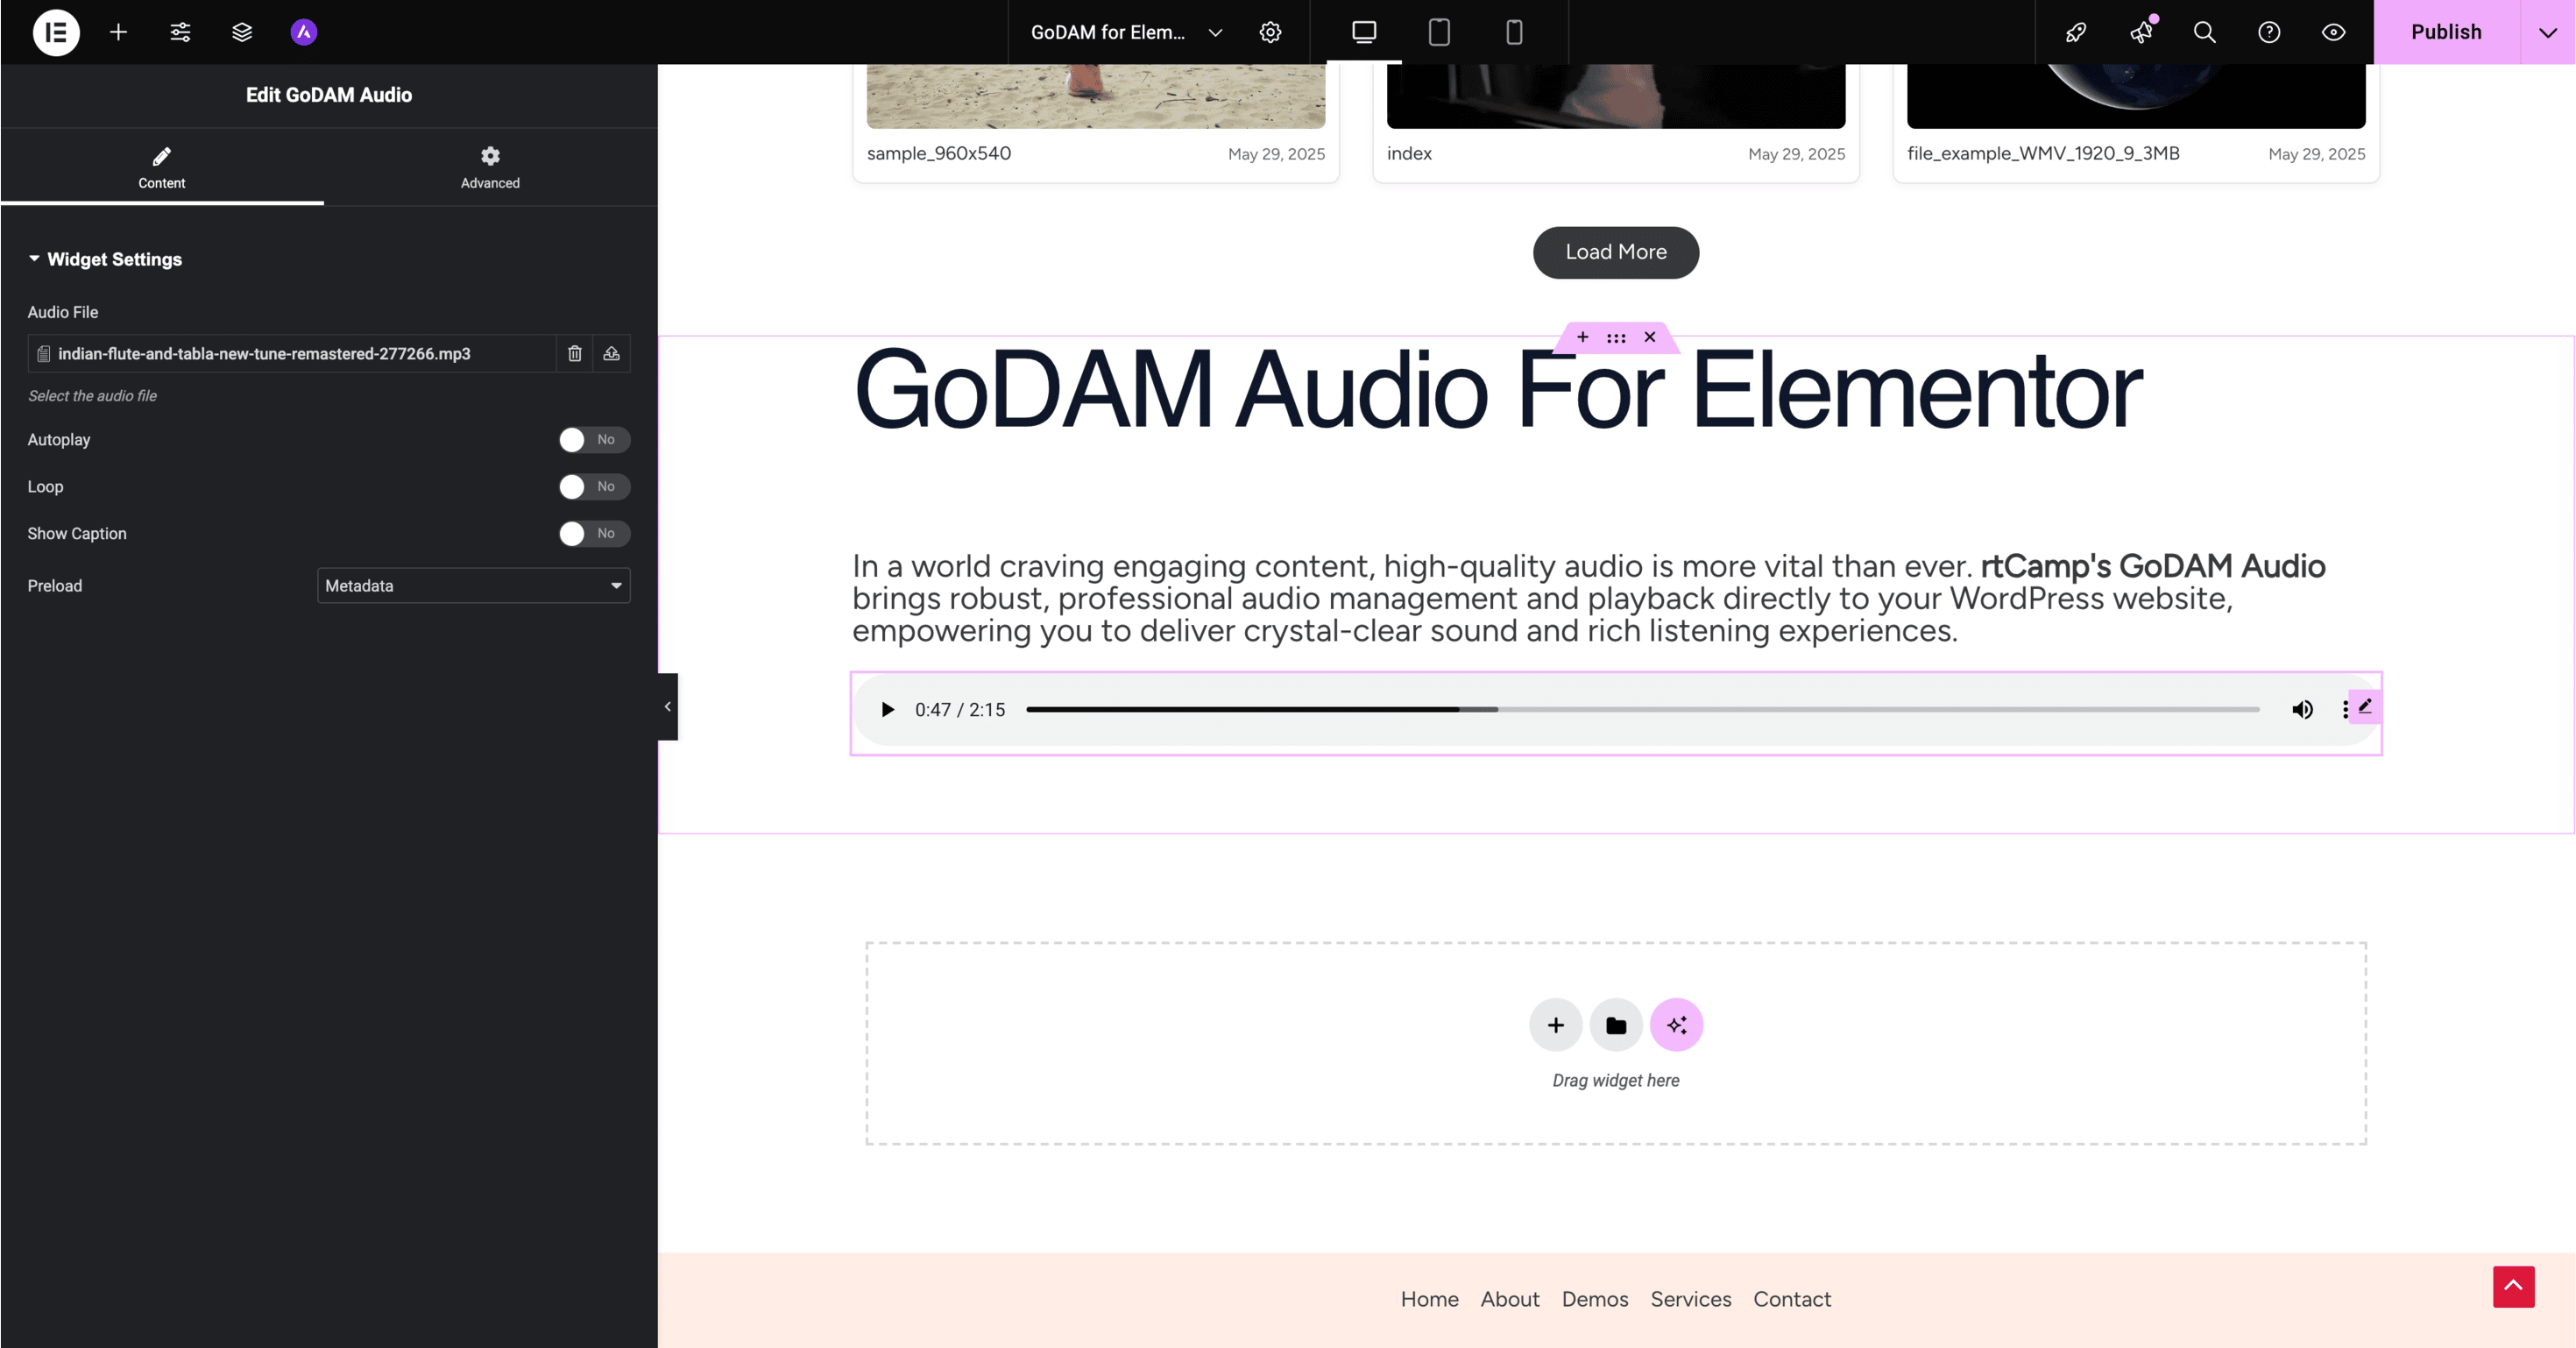 GoDAM for Elem...
Publish
Edit GoDAM Audio
Content
Advanced
Widget Settings
Audio File
indian-flute-and-tabla-new-tune-remastered-277266.mp3
Select the audio file
Autoplay
No
Loop
No
Show Caption
No
Preload
Metadata
sample_960x540
May 29, 2025
index
May 29, 2025
file_example_WMV_1920_9_3MB
May 29, 2025
Load More
GoDAM Audio For Elementor
In a world craving engaging content, high-quality audio is more vital than ever. rtCamp's GoDAM Audio
brings robust, professional audio management and playback directly to your WordPress website,
empowering you to deliver crystal-clear sound and rich listening experiences.
0:47 / 2:15
Drag widget here
Home About Demos Services Contact